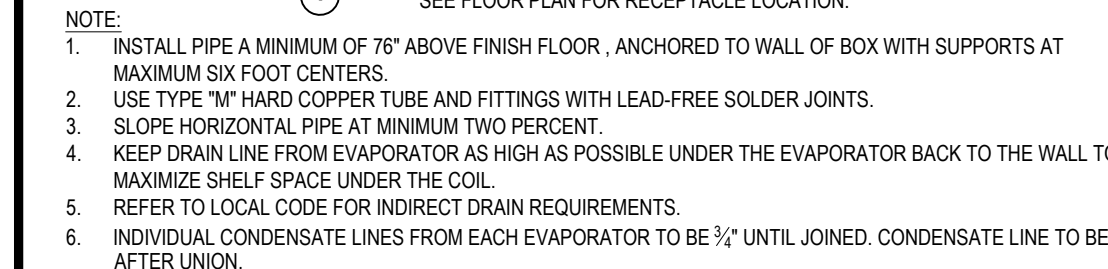 SEE FLOOR PLAN FOR RECEPTACLE LOCATION.
NOTE:
1. INSTALL PIPE A MINIMUM OF 76" ABOVE FINISH FLOOR , ANCHORED TO WALL OF BOX WITH SUPPORTS AT
MAXIMUM SIX FOOT CENTERS.
2. USE TYPE "M" HARD COPPER TUBE AND FITTINGS WITH LEAD-FREE SOLDER JOINTS.
3. SLOPE HORIZONTAL PIPE AT MINIMUM TWO PERCENT.
4. KEEP DRAIN LINE FROM EVAPORATOR AS HIGH AS POSSIBLE UNDER THE EVAPORATOR BACK TO THE WALL TO
MAXIMIZE SHELF SPACE UNDER THE COIL.
5. REFER TO LOCAL CODE FOR INDIRECT DRAIN REQUIREMENTS.
6. INDIVIDUAL CONDENSATE LINES FROM EACH EVAPORATOR TO BE ¾" UNTIL JOINED. CONDENSATE LINE TO BE
AFTER UNION.